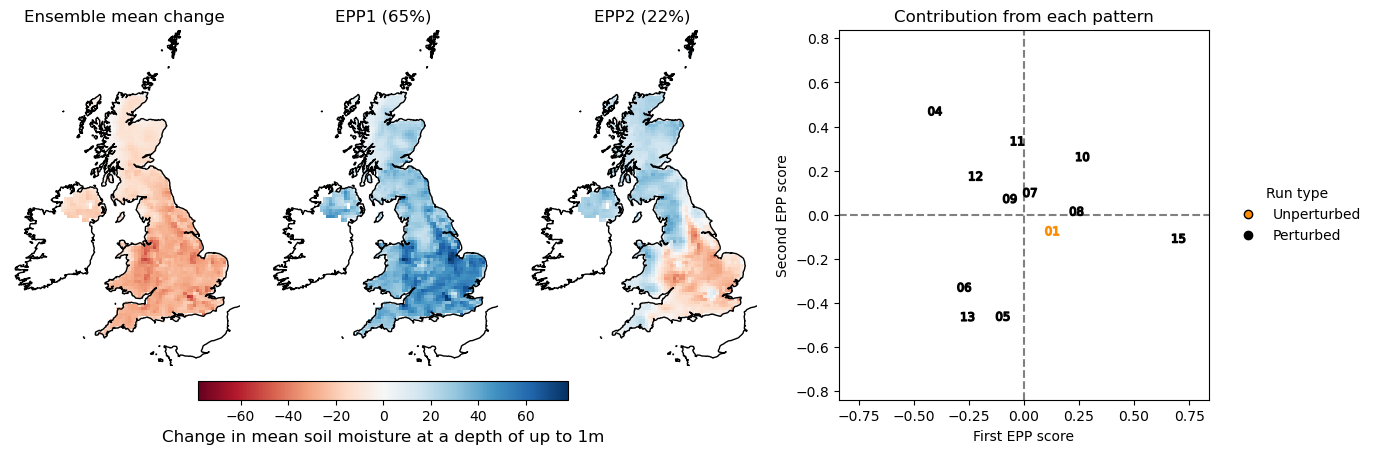 Ensemble mean change
EPP1 (65%)
EPP2 (22%)
−60 −40 −20 0 20 40 60
Change in mean soil moisture at a depth of up to 1m
Contribution from each pattern
0.8
0.6
0.4
0.2
0.0
−0.2
−0.4
−0.6
−0.8
Second EPP score
04
11
10
12
07
09
08
01
15
06
13
05
−0.75 −0.50 −0.25 0.00 0.25 0.50 0.75
First EPP score
Run type
Unperturbed
Perturbed